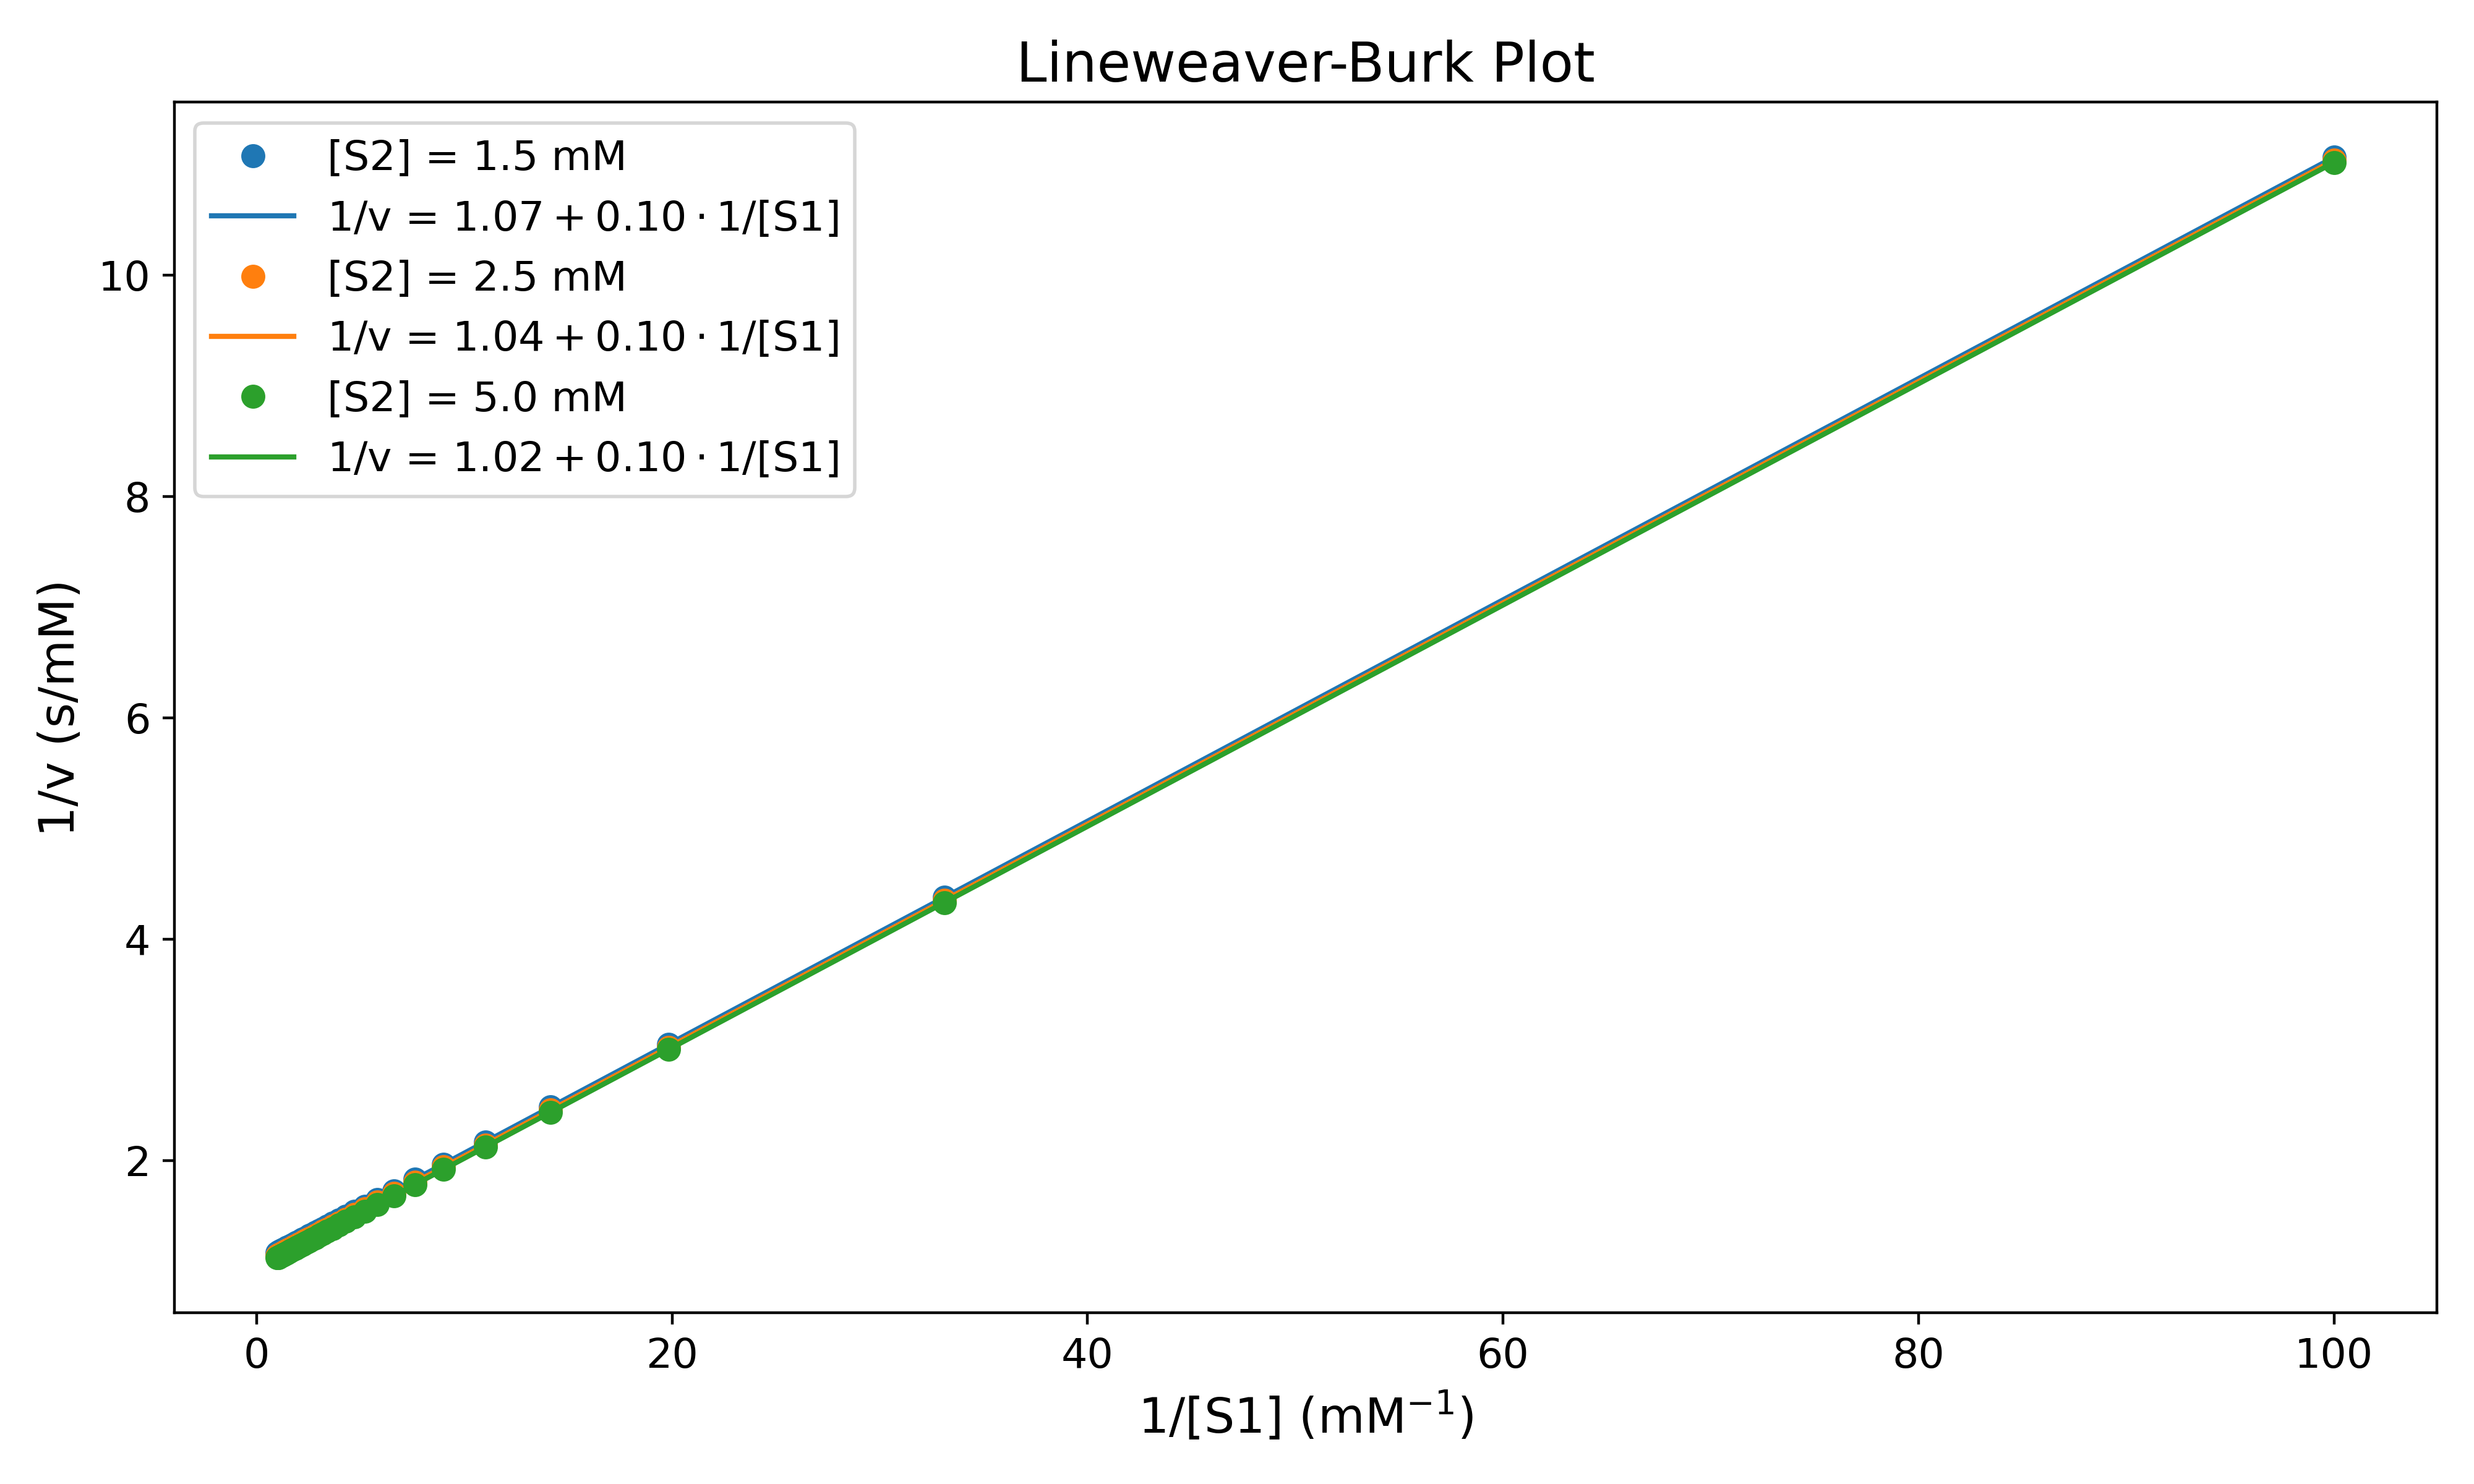 Lineweaver-Burk Plot
[S2] = 1.5 mM
1/v = 1.07 + 0.10 · 1/[S1]
[S2] = 2.5 mM
1/v = 1.04 + 0.10 · 1/[S1]
[S2] = 5.0 mM
1/v = 1.02 + 0.10 · 1/[S1]
1/v (s/mM)
10
8
6
4
2
0 20 40 60 80 100
1/[S1] (mM⁻¹)